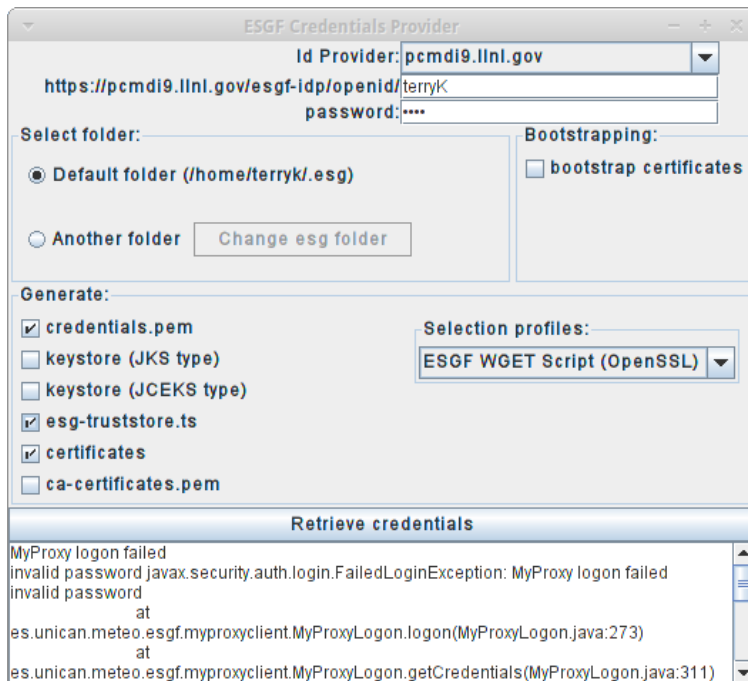 ESGF Credentials Provider
Id Provider: pcmdi9.llnl.gov
https://pcmdi9.llnl.gov/esgf-idp/openid/ terryK
password: ••••
Select folder:
Bootstrapping:
Default folder (/home/terryk/.esg)
bootstrap certificates
Another folder
Change esg folder
Generate:
credentials.pem
Selection profiles:
keystore (JKS type)
ESGF WGET Script (OpenSSL)
keystore (JCEKS type)
esg-truststore.ts
certificates
ca-certificates.pem
Retrieve credentials
MyProxy logon failed
invalid password javax.security.auth.login.FailedLoginException: MyProxy logon failed
invalid password
at
es.unican.meteo.esgf.myproxyclient.MyProxyLogon.logon(MyProxyLogon.java:273)
at
es.unican.meteo.esgf.myproxyclient.MyProxyLogon.getCredentials(MyProxyLogon.java:311)